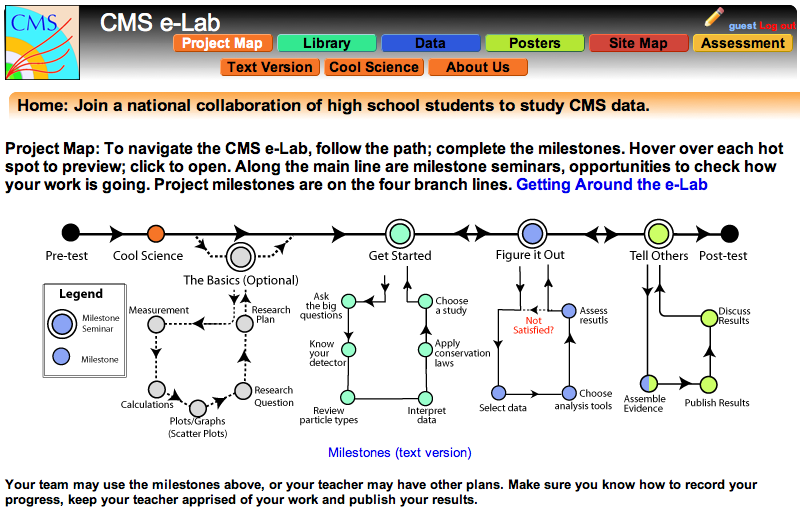 CMS
CMS e-Lab
guest Log out
Project Map
Library
Data
Posters
Site Map
Assessment
Text Version
Cool Science
About Us
Home: Join a national collaboration of high school students to study CMS data.
Project Map: To navigate the CMS e-Lab, follow the path; complete the milestones. Hover over each hot
spot to preview; click to open. Along the main line are milestone seminars, opportunities to check how
your work is going. Project milestones are on the four branch lines. Getting Around the e-Lab
Pre-test
Cool Science
The Basics (Optional)
Get Started
Figure it Out
Tell Others
Post-test
Legend
Milestone
Seminar
Milestone
Measurement
Research
Plan
Calculations
Plots/Graphs
(Scatter Plots)
Research
Question
Ask
the big
questions
Choose
a study
Know
your
detector
Apply
conservation
laws
Review
particle types
Interpret
data
Not
Satisfied?
Assess
resutls
Select data
Choose
analysis tools
Discuss
Results
Assemble
Evidence
Publish Results
Milestones (text version)
Your team may use the milestones above, or your teacher may have other plans. Make sure you know how to record your
progress, keep your teacher apprised of your work and publish your results.